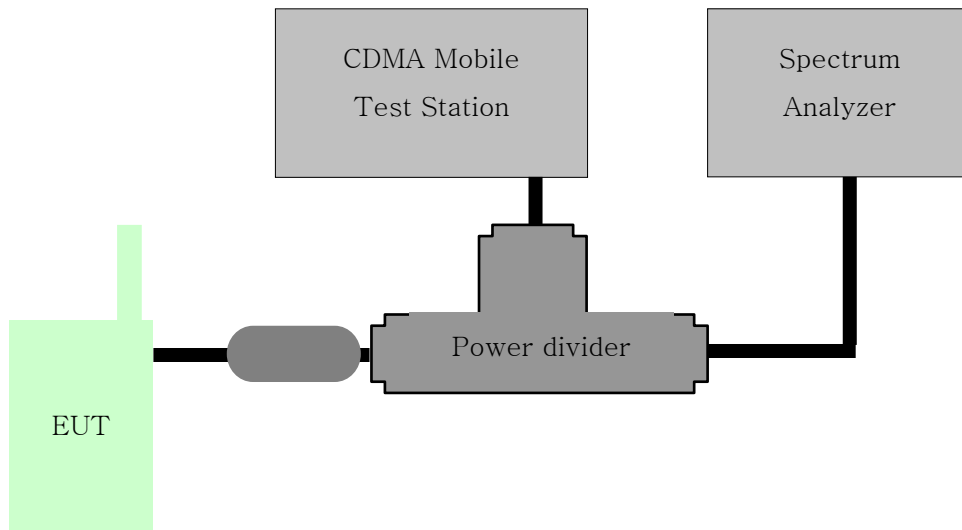 CDMA Mobile
Test Station
Spectrum
Analyzer
Power divider
EUT